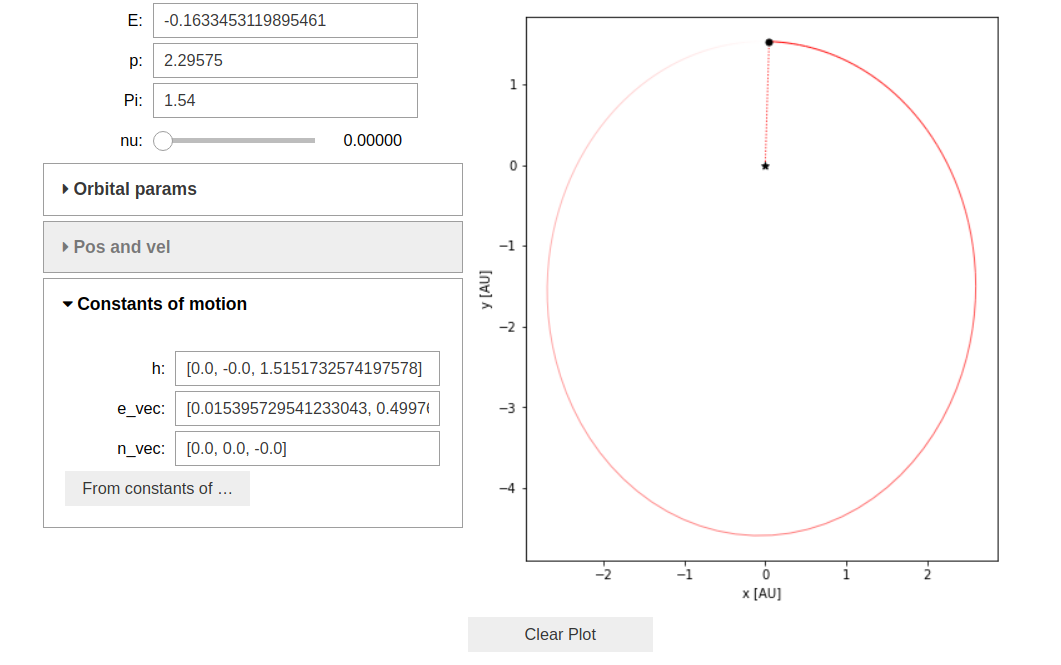 E: -0.1633453119895461
p: 2.29575
Pi: 1.54
nu: 0.00000
Orbital params
Pos and vel
Constants of motion
h: [0.0, -0.0, 1.5151732574197578]
e_vec: [0.015395729541233043, 0.4997
n_vec: [0.0, 0.0, -0.0]
From constants of …
y [AU]
1
0
−1
−2
−3
−4
−2 −1 0 1 2
x [AU]
Clear Plot